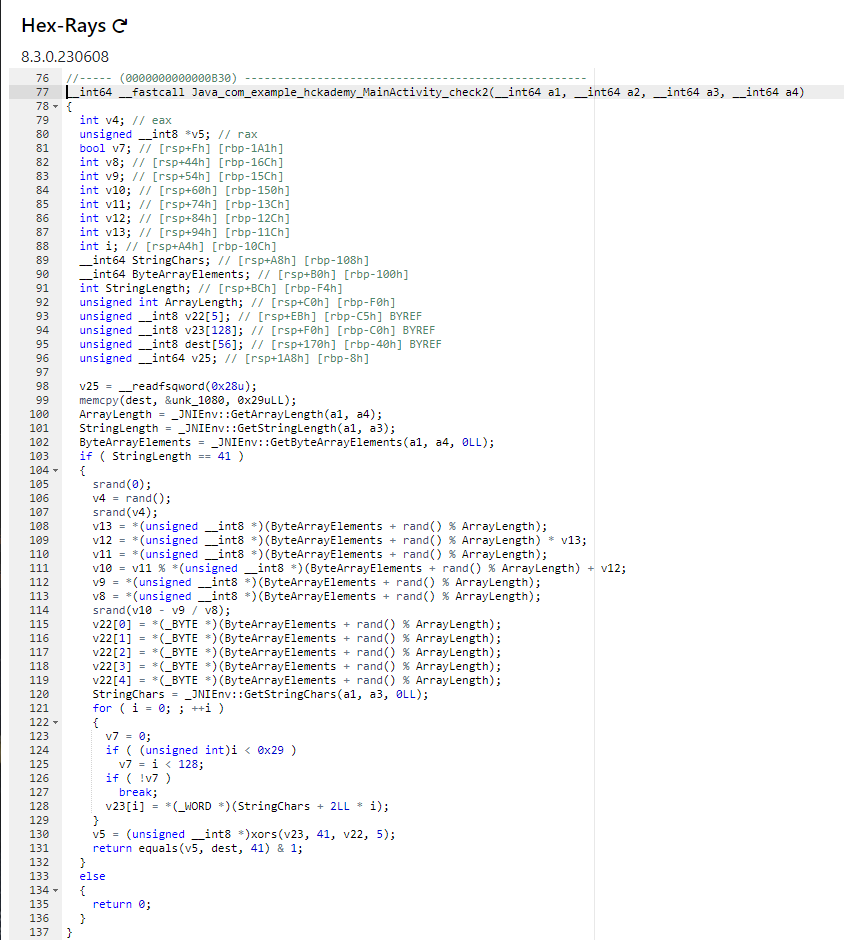 Hex-Rays
8.3.0.230608
76 //----- (0000000000000B30) ----------------------------------------------------
77 __int64 __fastcall Java_com_example_hckademy_MainActivity_check2(__int64 a1, __int64 a2, __int64 a3, __int64 a4)
78 {
79   int v4; // eax
80   unsigned __int8 *v5; // rax
81   bool v7; // [rsp+Fh] [rbp-1A1h]
82   int v8; // [rsp+44h] [rbp-16Ch]
83   int v9; // [rsp+54h] [rbp-15Ch]
84   int v10; // [rsp+60h] [rbp-150h]
85   int v11; // [rsp+74h] [rbp-13Ch]
86   int v12; // [rsp+84h] [rbp-12Ch]
87   int v13; // [rsp+94h] [rbp-11Ch]
88   int i; // [rsp+A4h] [rbp-10Ch]
89   __int64 StringChars; // [rsp+A8h] [rbp-108h]
90   __int64 ByteArrayElements; // [rsp+B0h] [rbp-100h]
91   int StringLength; // [rsp+BCh] [rbp-F4h]
92   unsigned int ArrayLength; // [rsp+C0h] [rbp-F0h]
93   unsigned __int8 v22[5]; // [rsp+EBh] [rbp-C5h] BYREF
94   unsigned __int8 v23[128]; // [rsp+F0h] [rbp-C0h] BYREF
95   unsigned __int8 dest[56]; // [rsp+170h] [rbp-40h] BYREF
96   unsigned __int64 v25; // [rsp+1A8h] [rbp-8h]
97
98   v25 = __readfsqword(0x28u);
99   memcpy(dest, &unk_1080, 0x29uLL);
100   ArrayLength = _JNIEnv::GetArrayLength(a1, a4);
101   StringLength = _JNIEnv::GetStringLength(a1, a3);
102   ByteArrayElements = _JNIEnv::GetByteArrayElements(a1, a4, 0LL);
103   if ( StringLength == 41 )
104   {
105     srand(0);
106     v4 = rand();
107     srand(v4);
108     v13 = *(unsigned __int8 *)(ByteArrayElements + rand() % ArrayLength);
109     v12 = *(unsigned __int8 *)(ByteArrayElements + rand() % ArrayLength) * v13;
110     v11 = *(unsigned __int8 *)(ByteArrayElements + rand() % ArrayLength);
111     v10 = v11 % *(unsigned __int8 *)(ByteArrayElements + rand() % ArrayLength) + v12;
112     v9 = *(unsigned __int8 *)(ByteArrayElements + rand() % ArrayLength);
113     v8 = *(unsigned __int8 *)(ByteArrayElements + rand() % ArrayLength);
114     srand(v10 - v9 / v8);
115     v22[0] = *(_BYTE *)(ByteArrayElements + rand() % ArrayLength);
116     v22[1] = *(_BYTE *)(ByteArrayElements + rand() % ArrayLength);
117     v22[2] = *(_BYTE *)(ByteArrayElements + rand() % ArrayLength);
118     v22[3] = *(_BYTE *)(ByteArrayElements + rand() % ArrayLength);
119     v22[4] = *(_BYTE *)(ByteArrayElements + rand() % ArrayLength);
120     StringChars = _JNIEnv::GetStringChars(a1, a3, 0LL);
121     for ( i = 0; ; ++i )
122     {
123       v7 = 0;
124       if ( (unsigned int)i < 0x29 )
125         v7 = i < 128;
126       if ( !v7 )
127         break;
128       v23[i] = *(_WORD *)(StringChars + 2LL * i);
129     }
130     v5 = (unsigned __int8 *)xors(v23, 41, v22, 5);
131     return equals(v5, dest, 41) & 1;
132   }
133   else
134   {
135     return 0;
136   }
137 }